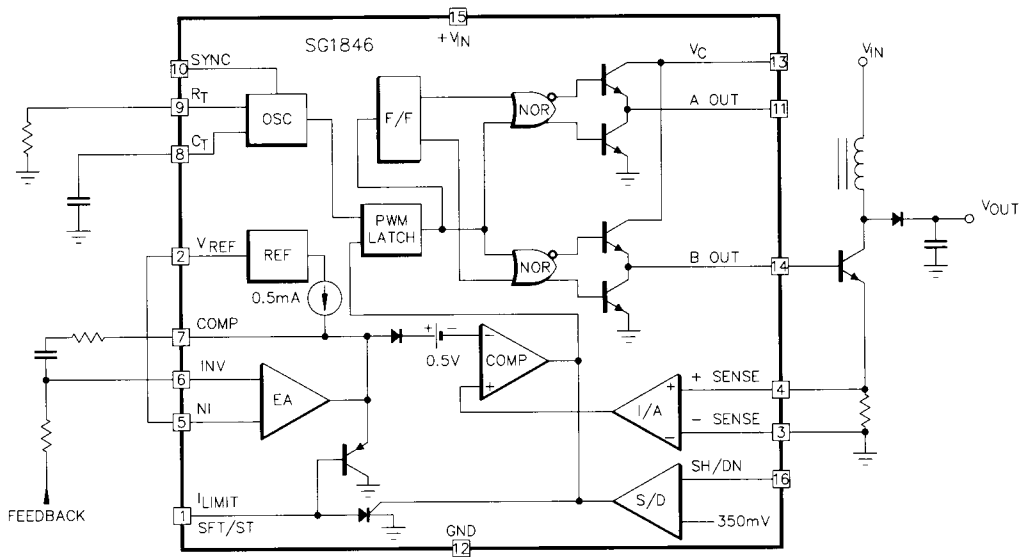 15
+VIN
SG1846
10 SYNC
9 RT
OSC
8 CT
F/F
NOR
VC 13
A OUT 11
VIN
PWM
LATCH
2 VREF
REF
0.5mA
NOR
B OUT 14
VOUT
7 COMP
+ −
0.5V
−
COMP
+
6 INV
EA
5 NI
I/A
+
−
+ SENSE 4
− SENSE 3
SH/DN 16
S/D
350mV
FEEDBACK
1 ILIMIT
SFT/ST
GND
12